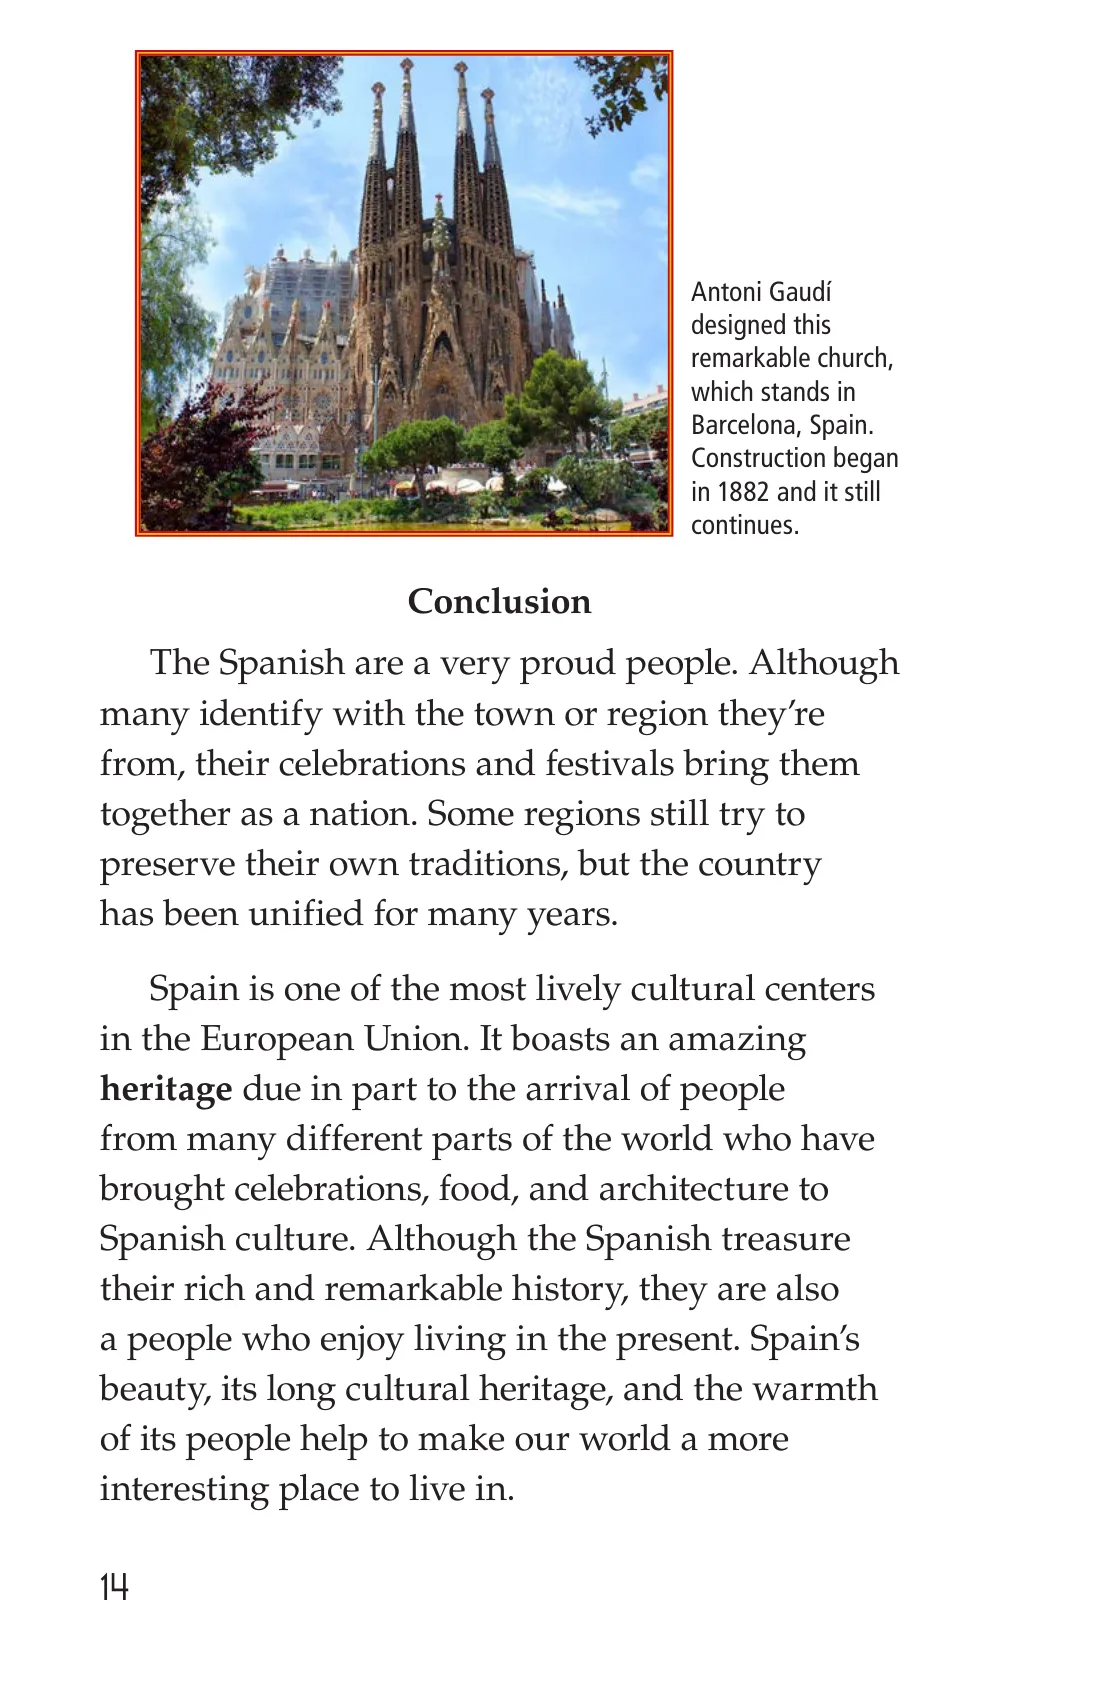 Antoni Gaudí
designed this
remarkable church,
which stands in
Barcelona, Spain.
Construction began
in 1882 and it still
continues.
Conclusion
The Spanish are a very proud people. Although
many identify with the town or region they’re
from, their celebrations and festivals bring them
together as a nation. Some regions still try to
preserve their own traditions, but the country
has been unified for many years.
Spain is one of the most lively cultural centers
in the European Union. It boasts an amazing
heritage due in part to the arrival of people
from many different parts of the world who have
brought celebrations, food, and architecture to
Spanish culture. Although the Spanish treasure
their rich and remarkable history, they are also
a people who enjoy living in the present. Spain’s
beauty, its long cultural heritage, and the warmth
of its people help to make our world a more
interesting place to live in.
14